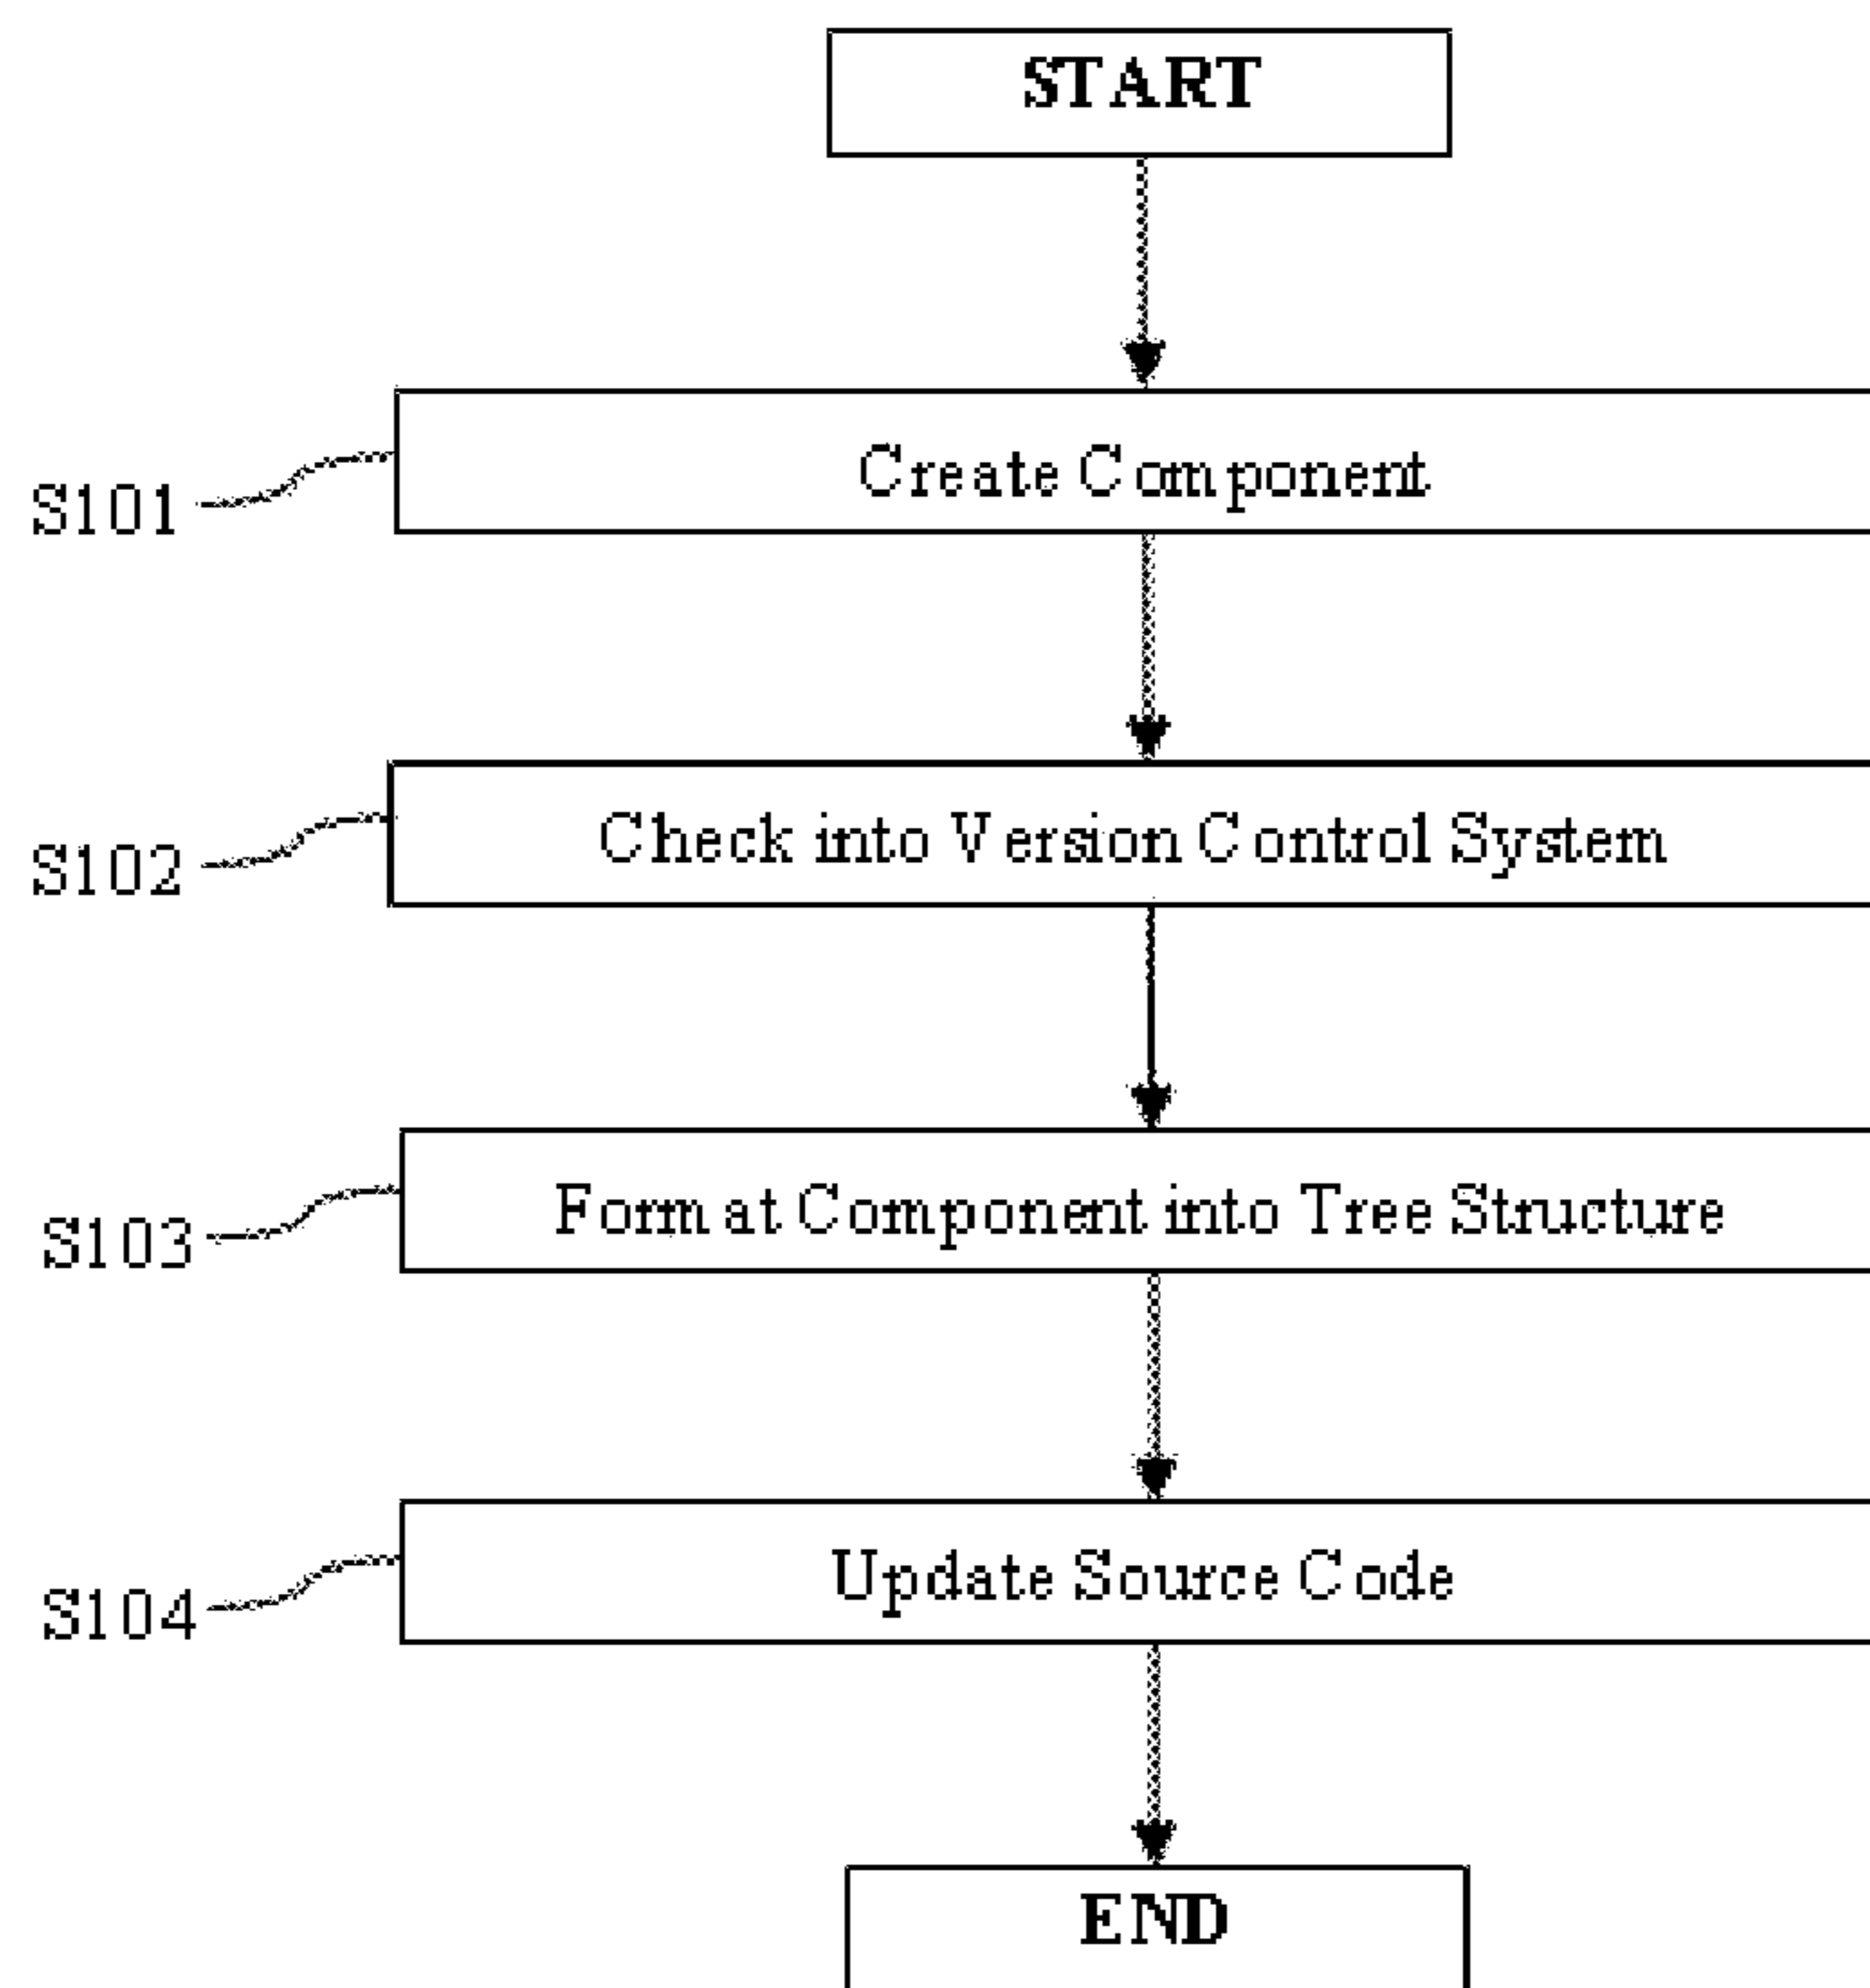 START
Create Component
S101
Check into Version Control System
S102
Format Component into Tree Structure
S103
Update Source Code
S104
END